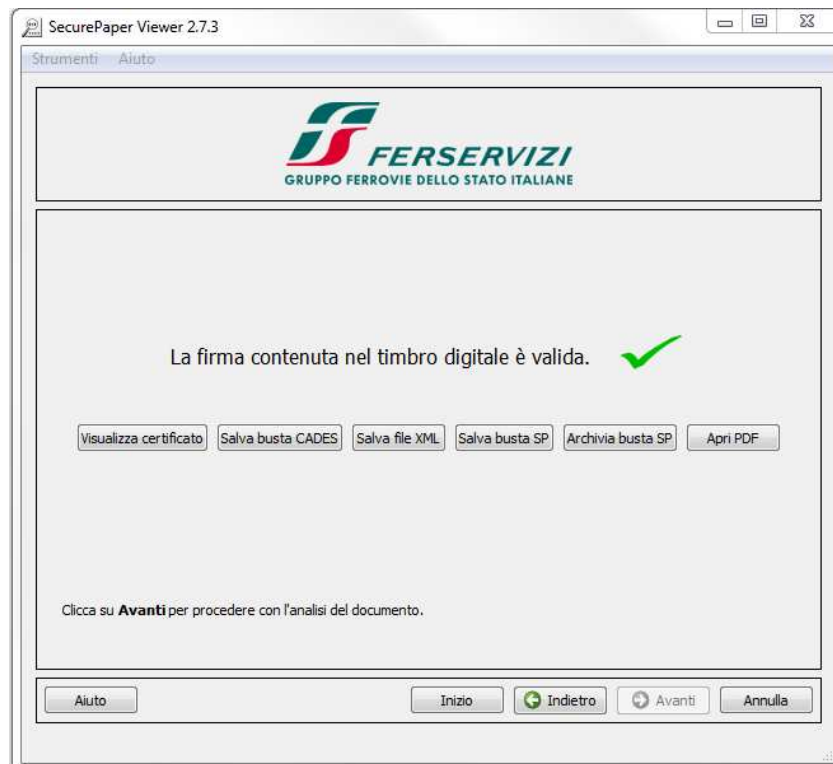 SecurePaper Viewer 2.7.3
Strumenti Aiuto
FERSERVIZI
GRUPPO FERROVIE DELLO STATO ITALIANE
La firma contenuta nel timbro digitale è valida.
Visualizza certificato Salva busta CADES Salva file XML Salva busta SP Archivia busta SP Apri PDF
Clicca su Avanti per procedere con l'analisi del documento.
Aiuto Inizio Indietro Avanti Annulla